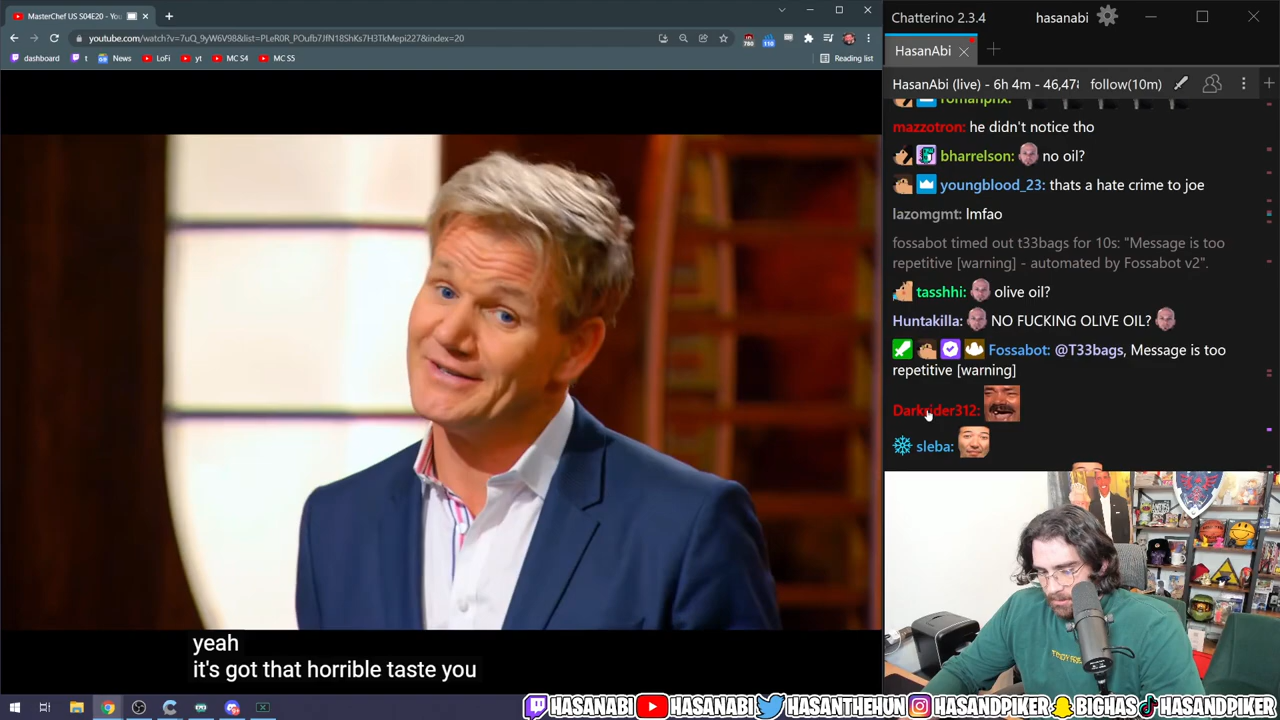 MasterChef US S04E20 - You
Chatterino 2.3.4
hasanabi
youtube.com/watch?v=7uQ_9yW6V98&list=PLeR0R_POufb7JfN18ShKs7H3TkMepi227&index=20
780
110
dashboard
t
News
LoFi
yt
MC S4
MC S5
Reading list
HasanAbi
HasanAbi (live) - 6h 4m - 46,47
follow(10m)
mazzotron: he didn't notice tho
bharrelson: no oil?
youngblood_23: thats a hate crime to joe
lazomgmt: lmfao
fossabot timed out t33bags for 10s: "Message is too
repetitive [warning] - automated by Fossabot v2".
tasshhi: olive oil?
Huntakilla: NO FUCKING OLIVE OIL?
Fossabot: @T33bags, Message is too
repetitive [warning]
Darkrider312:
sleba:
yeah
it's got that horrible taste you
HASANABI
HASANABI
HASANTHEHUN
HASANDPIKER
BIGHAS
HASANDPIKER